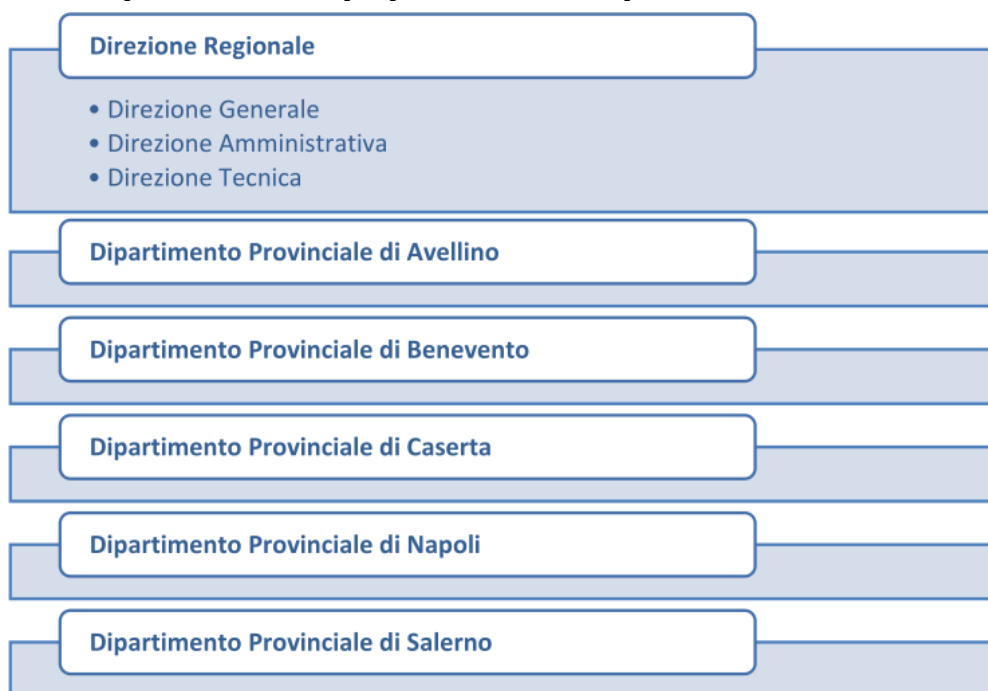 Direzione Regionale
• Direzione Generale
• Direzione Amministrativa
• Direzione Tecnica
Dipartimento Provinciale di Avellino
Dipartimento Provinciale di Benevento
Dipartimento Provinciale di Caserta
Dipartimento Provinciale di Napoli
Dipartimento Provinciale di Salerno